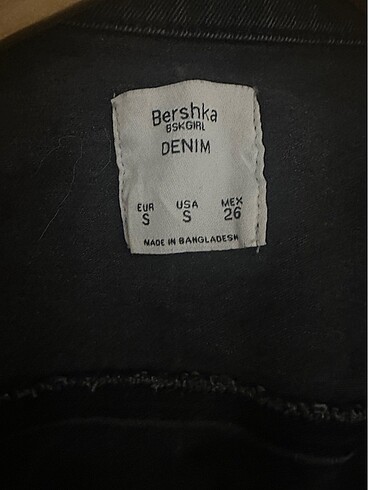 Bershka
BSKGIRL
DENIM
EUR USA MEX
S S 26
MADE IN BANGLADESH